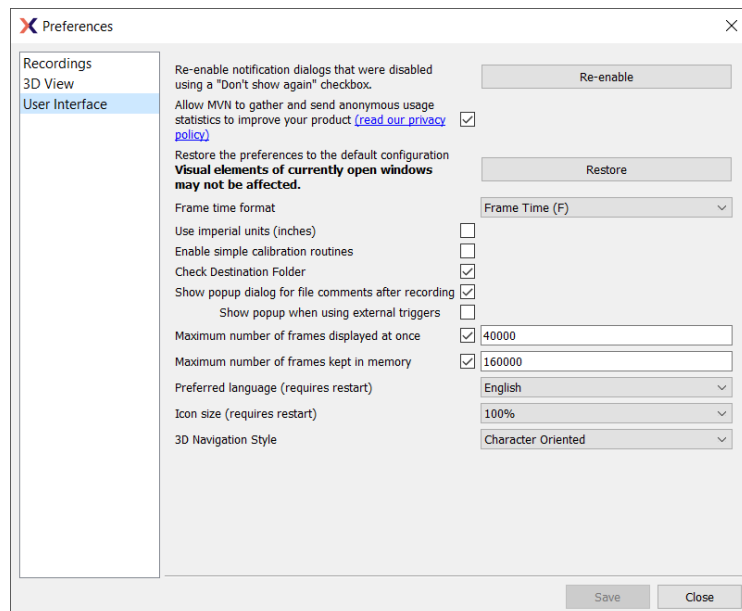 Preferences
Recordings
3D View
User Interface
Re-enable notification dialogs that were disabled
using a "Don't show again" checkbox.
Re-enable
Allow MVN to gather and send anonymous usage
statistics to improve your product (read our privacy
policy)
Restore the preferences to the default configuration
Visual elements of currently open windows
may not be affected.
Restore
Frame time format
Frame Time (F)
Use imperial units (inches)
Enable simple calibration routines
Check Destination Folder
Show popup dialog for file comments after recording
Show popup when using external triggers
Maximum number of frames displayed at once
40000
Maximum number of frames kept in memory
160000
Preferred language (requires restart)
English
Icon size (requires restart)
100%
3D Navigation Style
Character Oriented
Save
Close